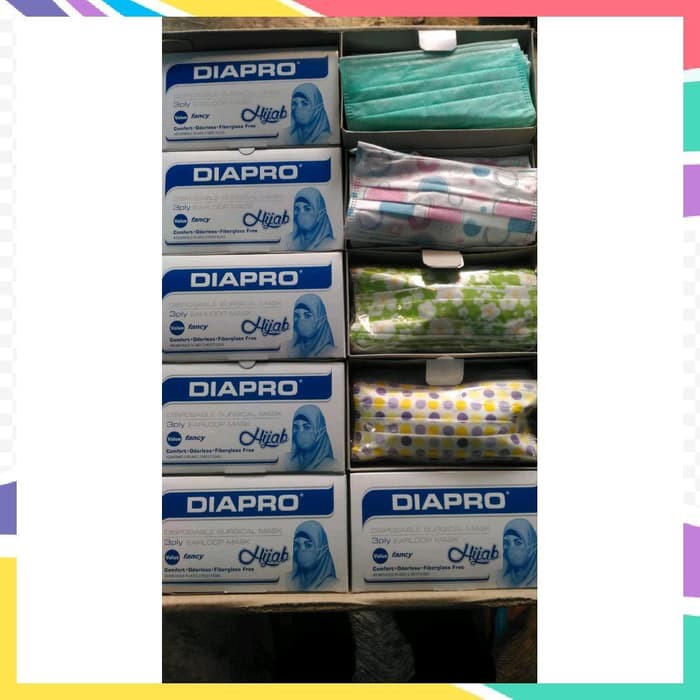 DIAPRO®
DISPOSABLE SURGICAL MASK
3ply EARLOOP MASK
Value fancy
Hijab
Comfort • Odorless • Fiberglass Free
DIAPRO®
DISPOSABLE SURGICAL MASK
3ply EARLOOP MASK
Value fancy
Hijab
Comfort • Odorless • Fiberglass Free
DIAPRO®
DISPOSABLE SURGICAL MASK
3ply EARLOOP MASK
Value fancy
Hijab
Comfort • Odorless • Fiberglass Free
DIAPRO®
DISPOSABLE SURGICAL MASK
3ply EARLOOP MASK
Value fancy
Hijab
Comfort • Odorless • Fiberglass Free
DIAPRO®
DISPOSABLE SURGICAL MASK
3ply EARLOOP MASK
Value fancy
Hijab
Comfort • Odorless • Fiberglass Free
DIAPRO®
DISPOSABLE SURGICAL MASK
3ply EARLOOP MASK
Value fancy
Hijab
Comfort • Odorless • Fiberglass Free